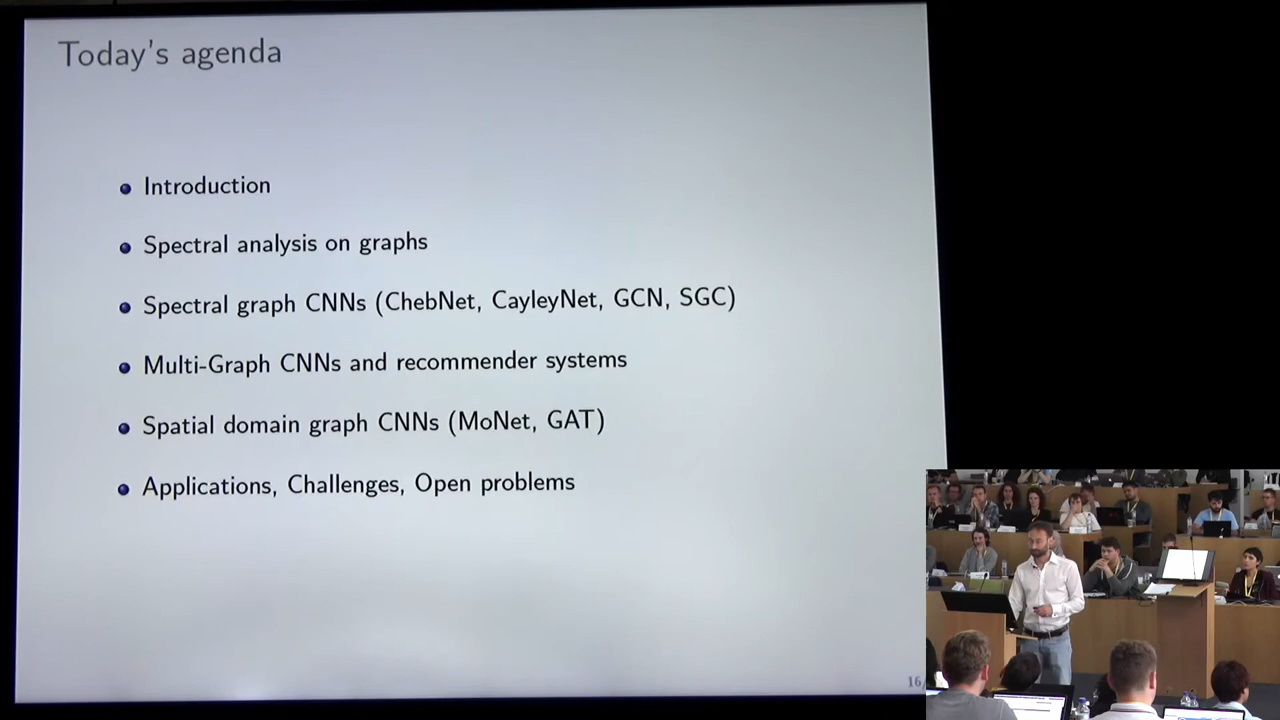 Today's agenda
Introduction
Spectral analysis on graphs
Spectral graph CNNs (ChebNet, CayleyNet, GCN, SGC)
Multi-Graph CNNs and recommender systems
Spatial domain graph CNNs (MoNet, GAT)
Applications, Challenges, Open problems
16/